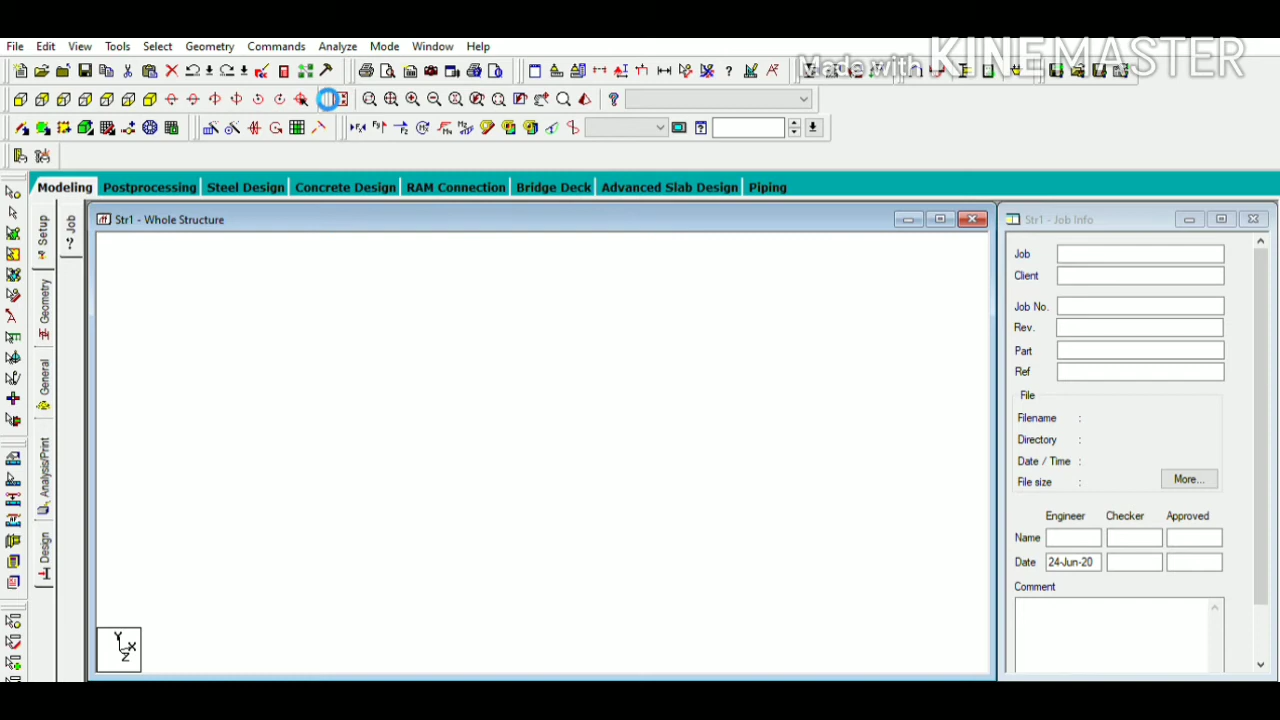 Made with KINEMASTER
File Edit View Tools Select Geometry Commands Analyze Mode Window Help
Modeling Postprocessing Steel Design Concrete Design RAM Connection Bridge Deck Advanced Slab Design Piping
Setup
Geometry
General
Analysis/Print
Design
Job
Str1 - Whole Structure
Y
X
Z
Str1 - Job Info
Job
Client
Job No.
Rev.
Part
Ref
File
Filename :
Directory :
Date / Time :
File size :
More...
Engineer Checker Approved
Name
Date 24-Jun-20
Comment